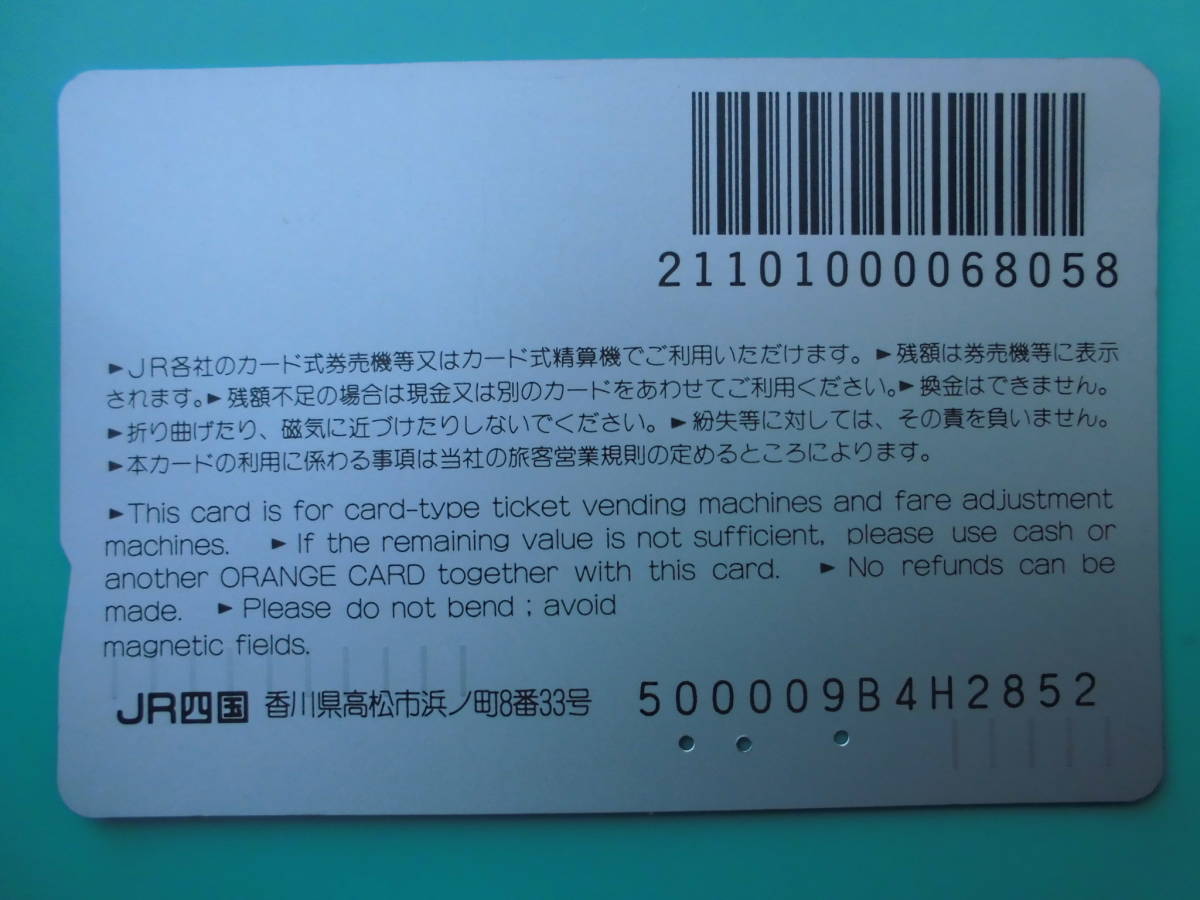 21101000068058
►JR各社のカード式券売機等又はカード式精算機でご利用いただけます。►残額は券売機等に表示
されます。►残額不足の場合は現金又は別のカードをあわせてご利用ください。►換金はできません。
►折り曲げたり、磁気に近づけたりしないでください。►紛失等に対しては、その責を負いません。
►本カードの利用に係わる事項は当社の旅客営業規則の定めるところによります。
►This card is for card-type ticket vending machines and fare adjustment
machines. ►If the remaining value is not sufficient, please use cash or
another ORANGE CARD together with this card. ►No refunds can be
made. ►Please do not bend ; avoid
magnetic fields.
JR四国 香川県高松市浜ノ町8番33号 500009B4H2852